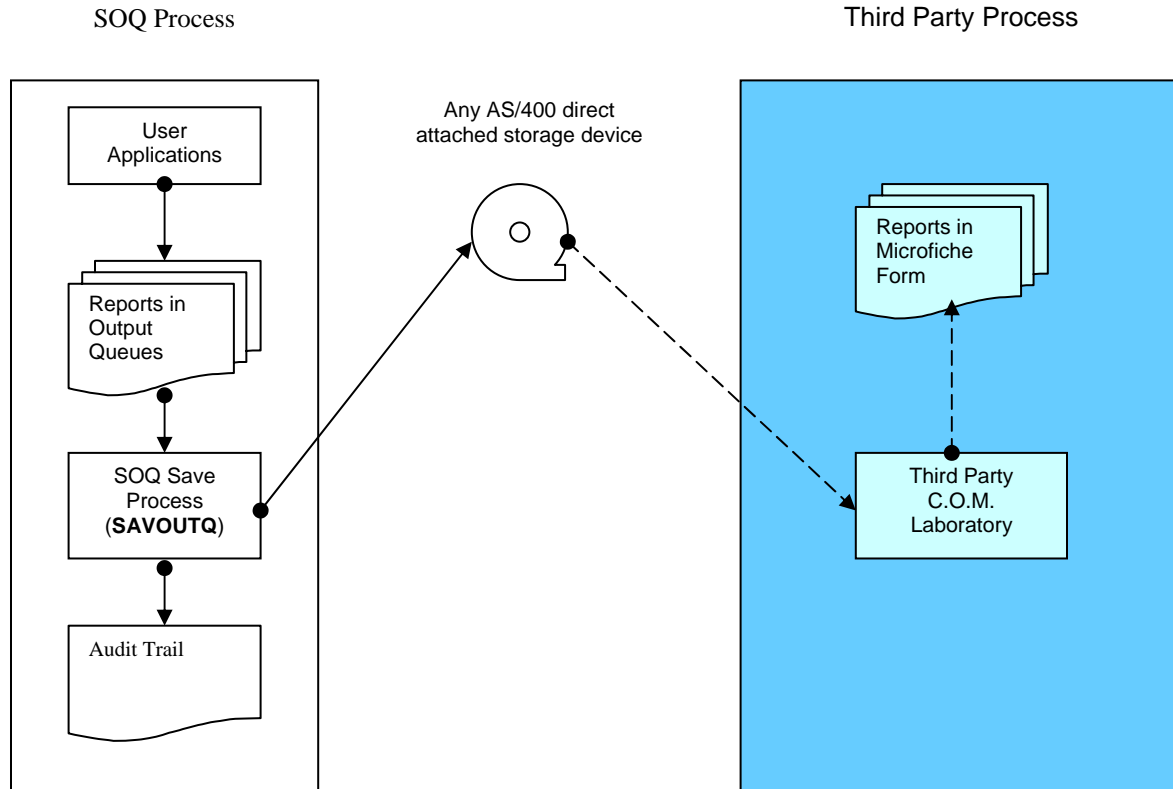 SOQ Process
Third Party Process
User
Applications
Reports in
Output
Queues
SOQ Save
Process
(SAVOUTQ)
Audit Trail
Any AS/400 direct
attached storage device
Reports in
Microfiche
Form
Third Party
C.O.M.
Laboratory